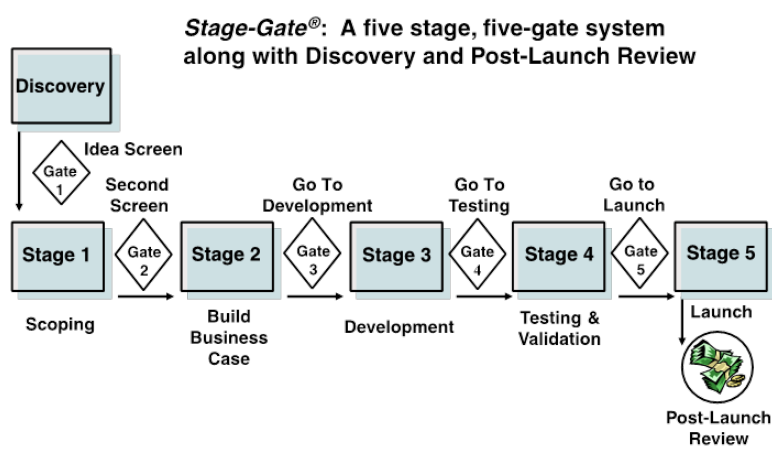 Stage-Gate®: A five stage, five-gate system
along with Discovery and Post-Launch Review
Discovery
Idea Screen
Gate
1
Second
Screen
Go To
Development
Go To
Testing
Go to
Launch
Stage 1
Gate
2
Stage 2
Gate
3
Stage 3
Gate
4
Stage 4
Gate
5
Stage 5
Scoping
Build
Business
Case
Development
Testing &
Validation
Launch
Post-Launch
Review